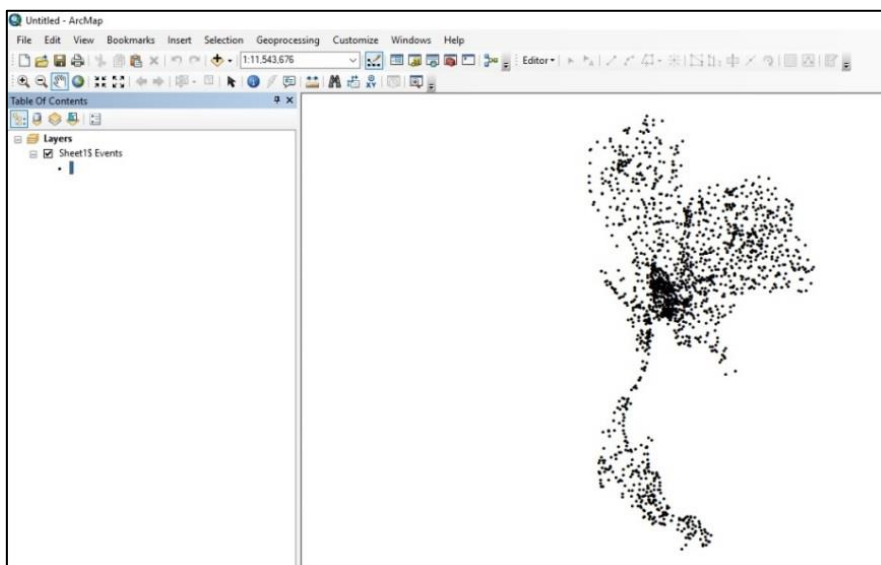 Untitled - ArcMap
File Edit View Bookmarks Insert Selection Geoprocessing Customize Windows Help
1:11,543,676 Editor
Table Of Contents
Layers
Sheet1$ Events